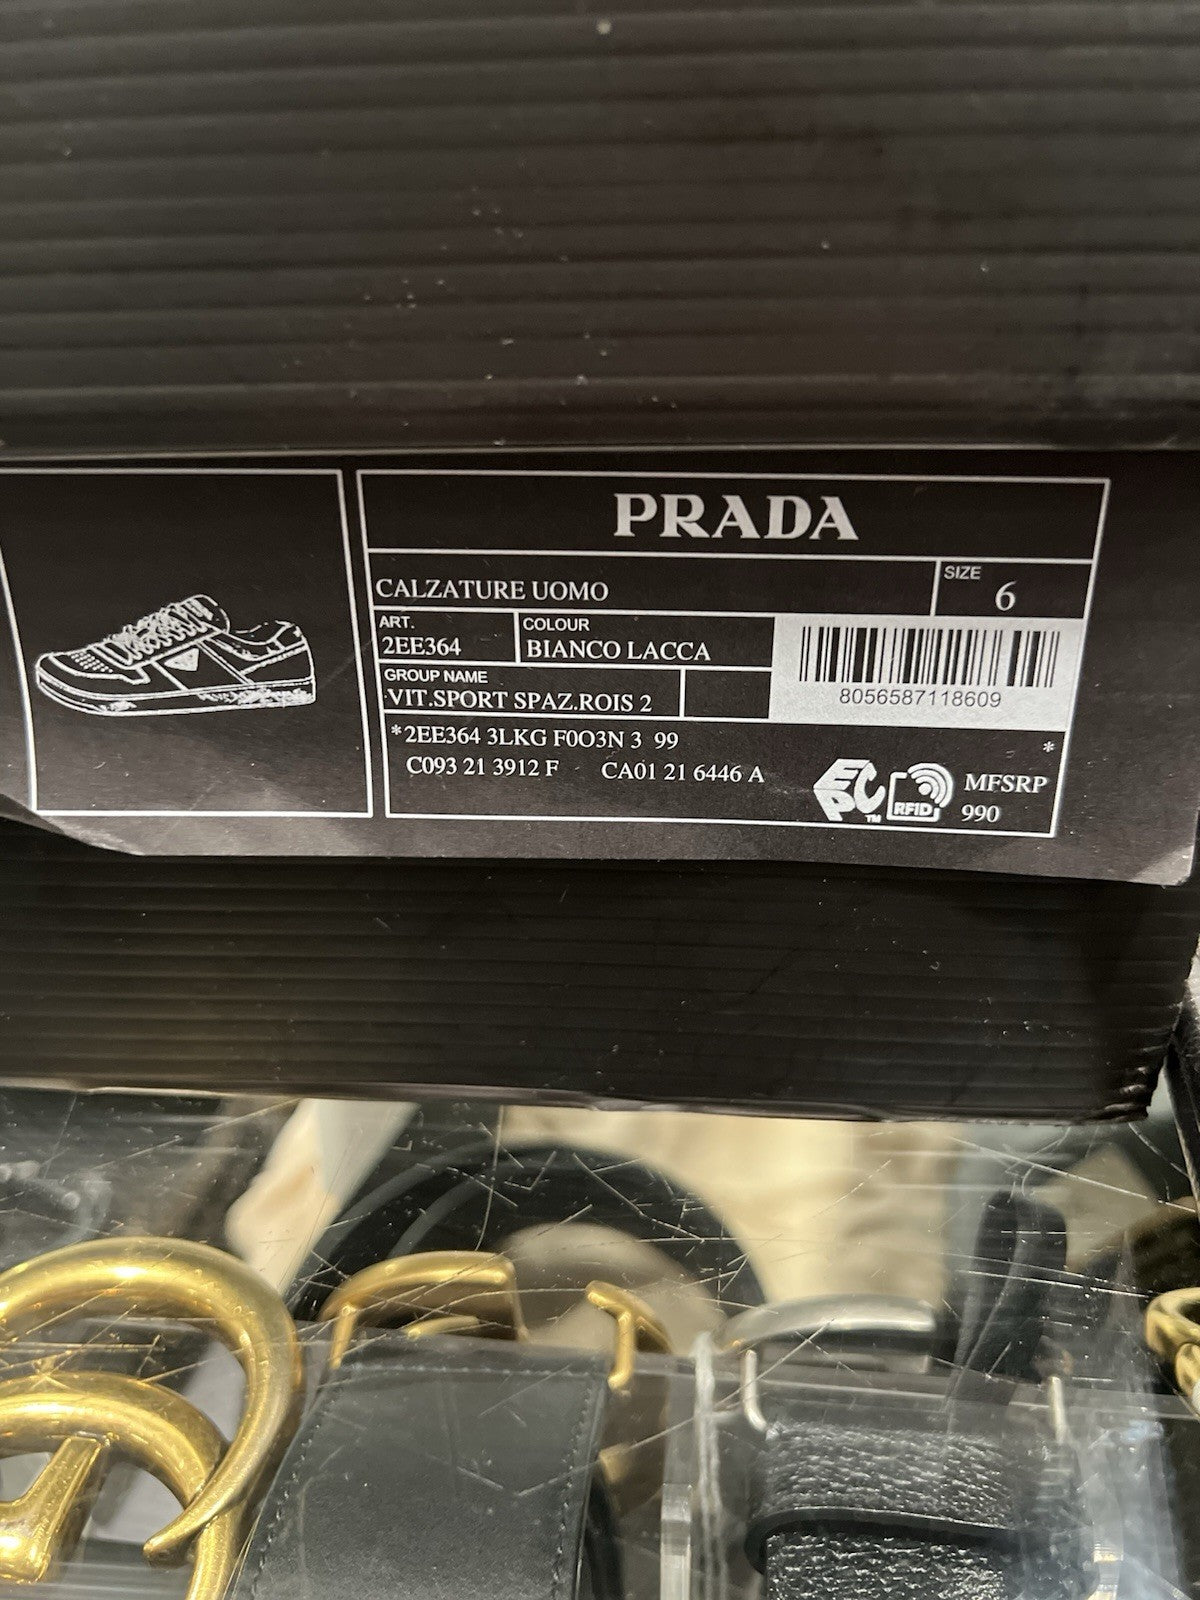 PRADA
CALZATURE UOMO
SIZE
6
ART.
2EE364
COLOUR
BIANCO LACCA
8056587118609
GROUP NAME
VIT.SPORT SPAZ.ROIS 2
*2EE364 3LKG F0O3N 3 99 *
C093 21 3912 F CA01 21 6446 A
EPC TM
RFID
MFSRP
990